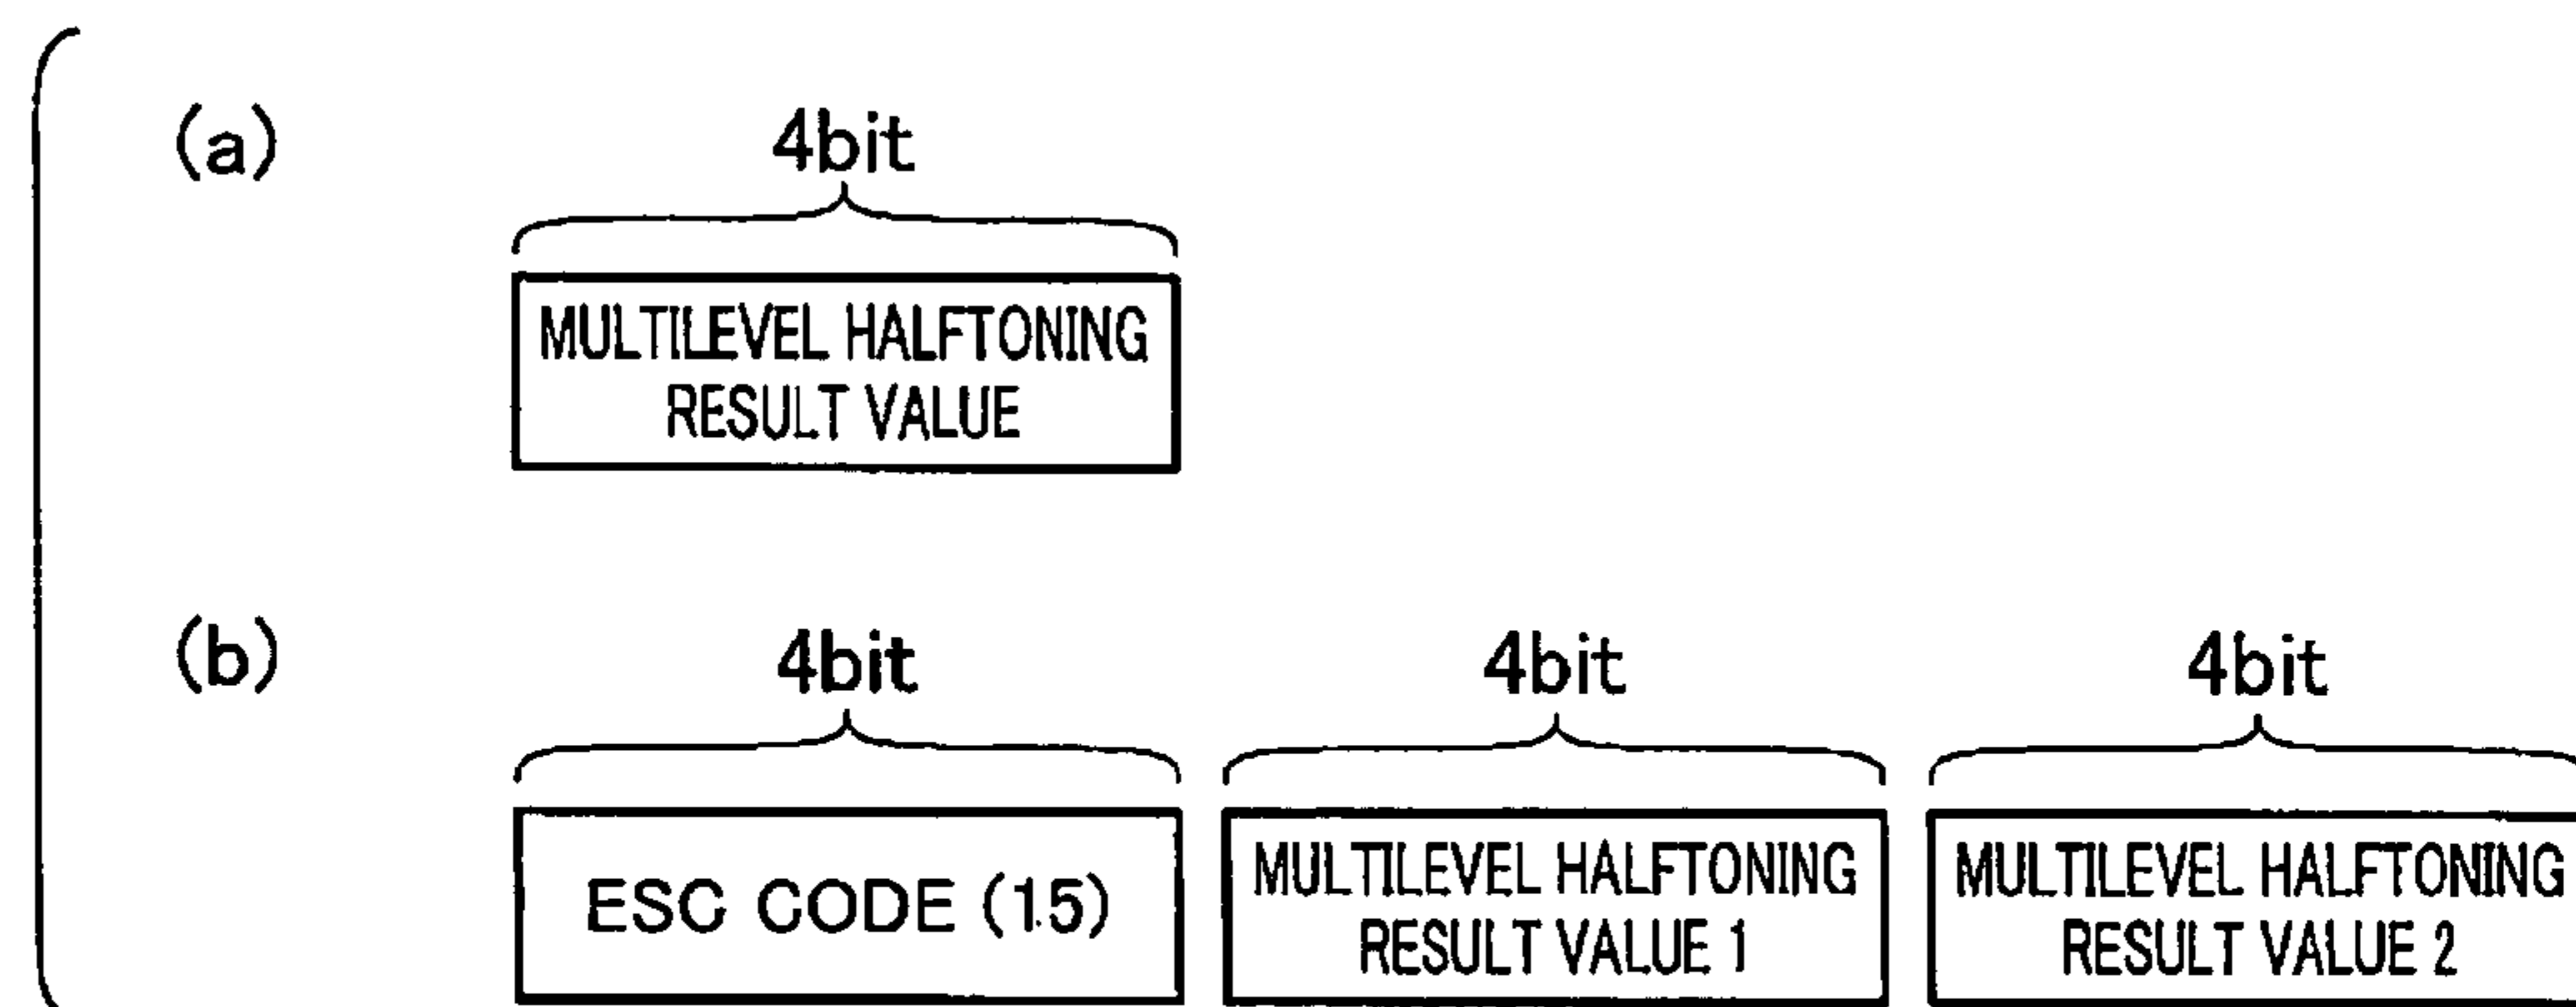 (a)
4bit
MULTILEVEL HALFTONING
RESULT VALUE
(b)
4bit 4bit 4bit
ESC CODE (15)
MULTILEVEL HALFTONING
RESULT VALUE 1
MULTILEVEL HALFTONING
RESULT VALUE 2